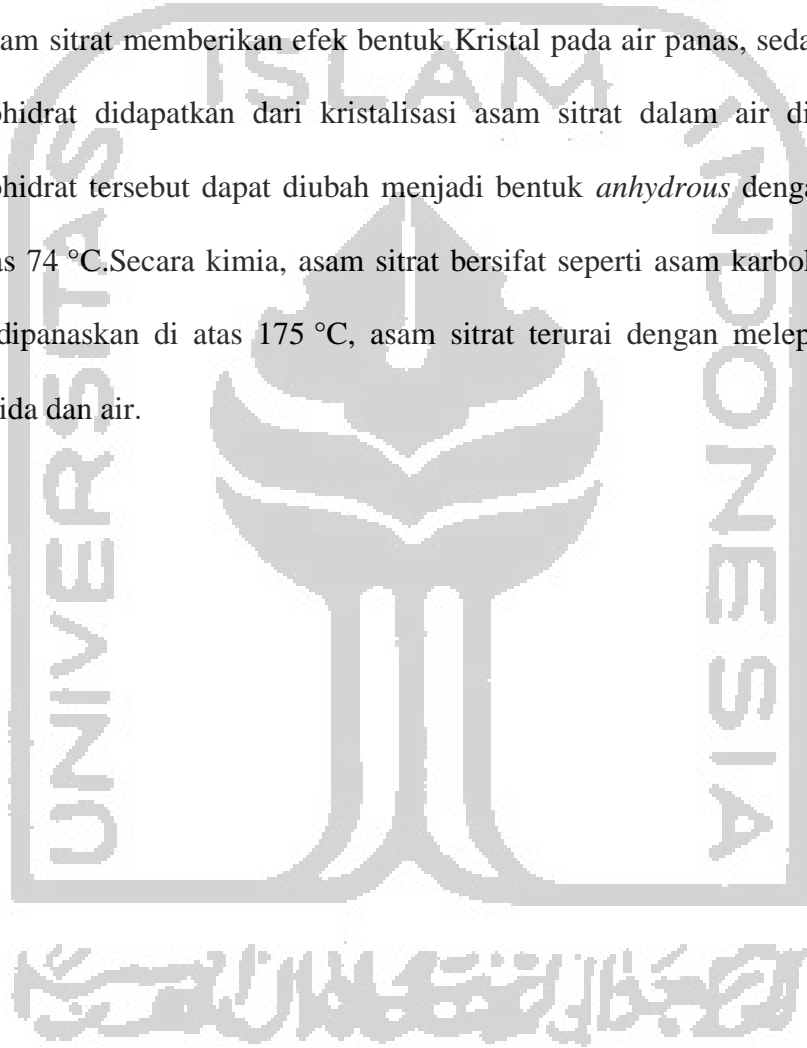 am sitrat memberikan efek bentuk Kristal pada air panas, seda
ohidrat didapatkan dari kristalisasi asam sitrat dalam air di
ohidrat tersebut dapat diubah menjadi bentuk anhydrous denga
as 74 °C.Secara kimia, asam sitrat bersifat seperti asam karbol
dipanaskan di atas 175 °C, asam sitrat terurai dengan melep
ida dan air.
ISLAM
UNIVERSITAS
INDONESIA